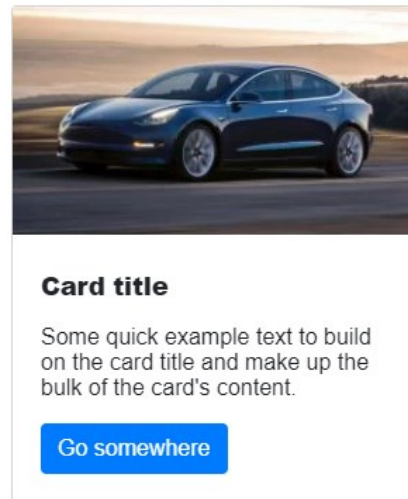 Card title
Some quick example text to build
on the card title and make up the
bulk of the card's content.
Go somewhere